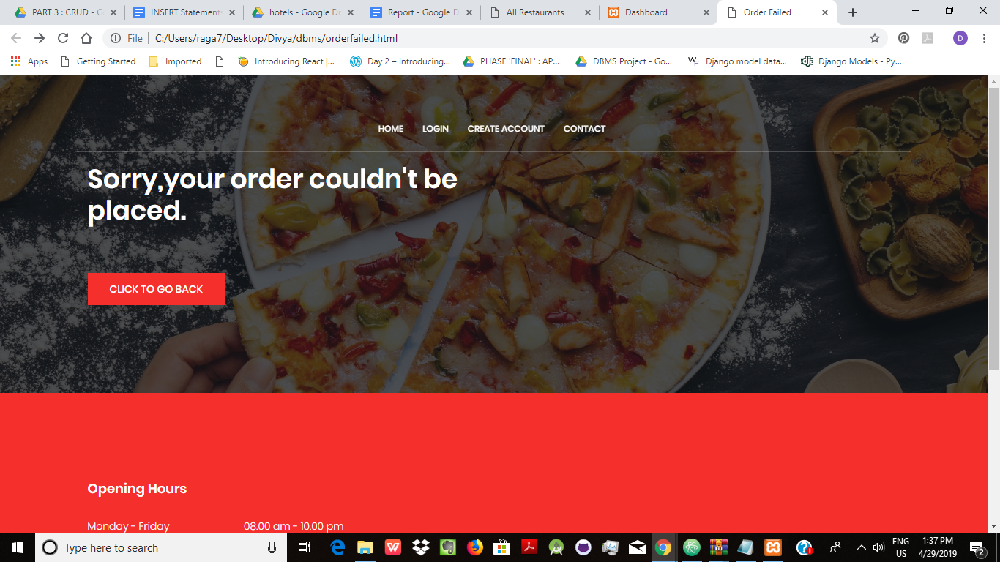 PART 3 : CRUD - G
INSERT Statements
hotels - Google Dr
Report - Google D
All Restaurants
Dashboard
Order Failed
File
C:/Users/raga7/Desktop/Divya/dbms/orderfailed.html
D
Apps
Getting Started
Imported
Introducing React |...
Day 2 – Introducing...
PHASE 'FINAL' : AP...
DBMS Project - Go...
Django model data...
Django Models - Py...
HOME LOGIN CREATE ACCOUNT CONTACT
Sorry,your order couldn't be
placed.
CLICK TO GO BACK
Opening Hours
Monday - Friday 08.00 am - 10.00 pm
Type here to search
ENG
US
1:37 PM
4/29/2019
2